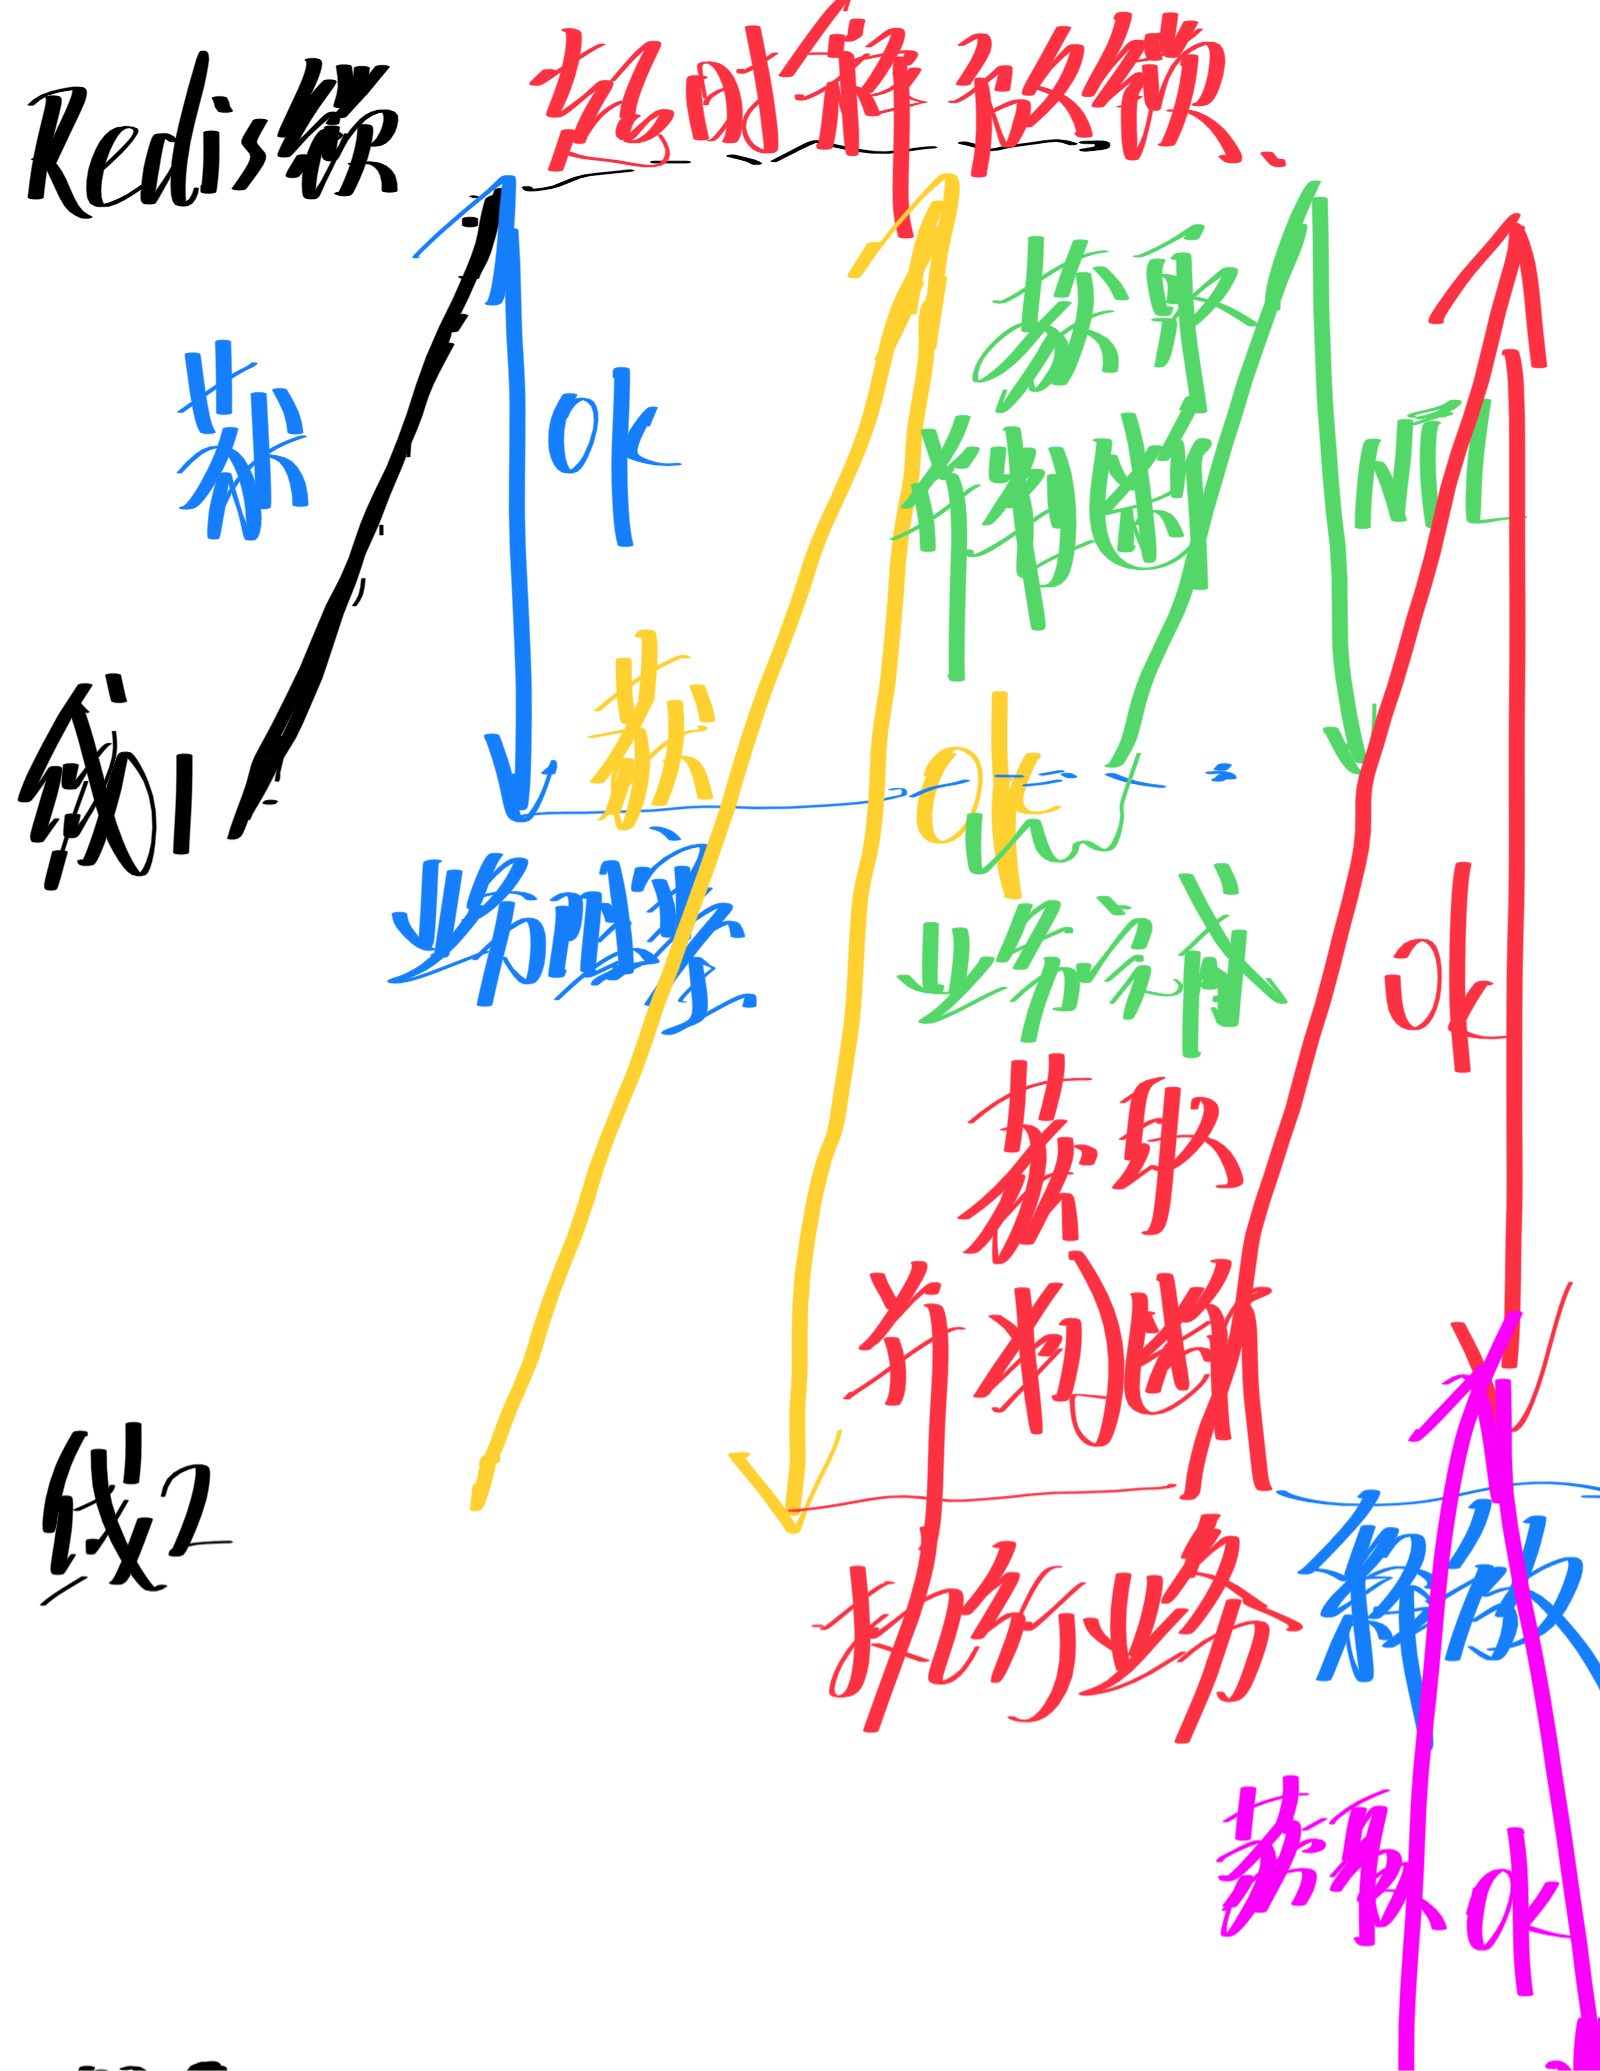 Redis锁
超时释放锁、
获取
并判断
获
ok
NIL
获
ok
线1
业务阻塞
业务完成
ok
获取
并判断
线2
执行业务
释放
获取
ok